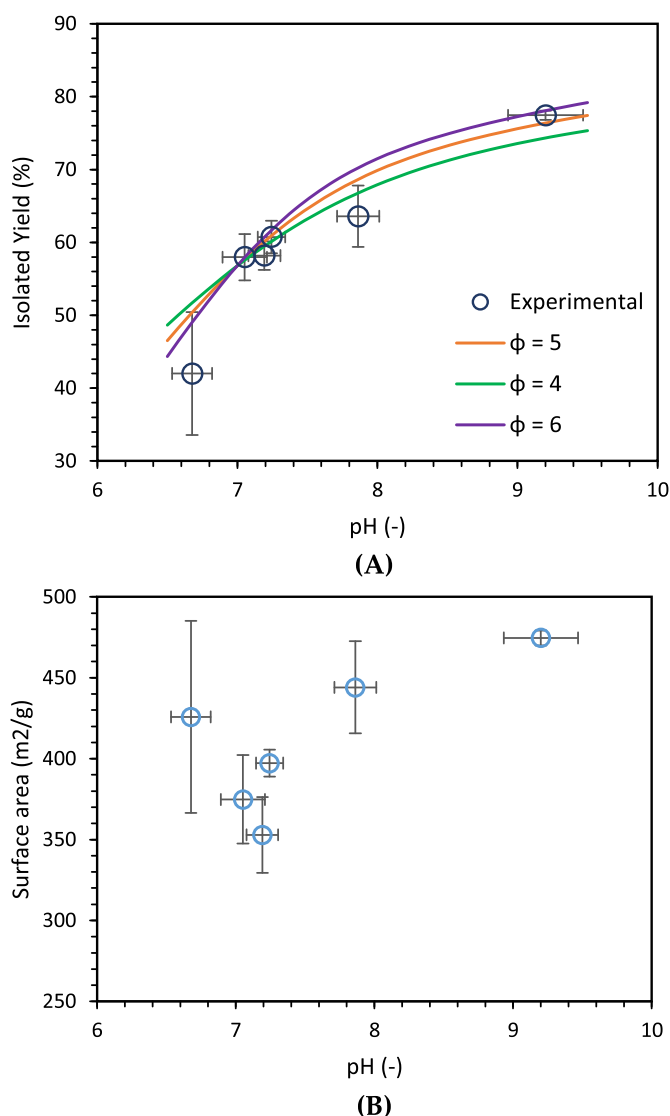 90
80
70
60
50
40
30
Isolated Yield (%)
Experimental
ϕ = 5
ϕ = 4
ϕ = 6
6 7 8 9 10
pH (-)
(A)
500
450
400
350
300
250
Surface area (m2/g)
6 7 8 9 10
pH (-)
(B)